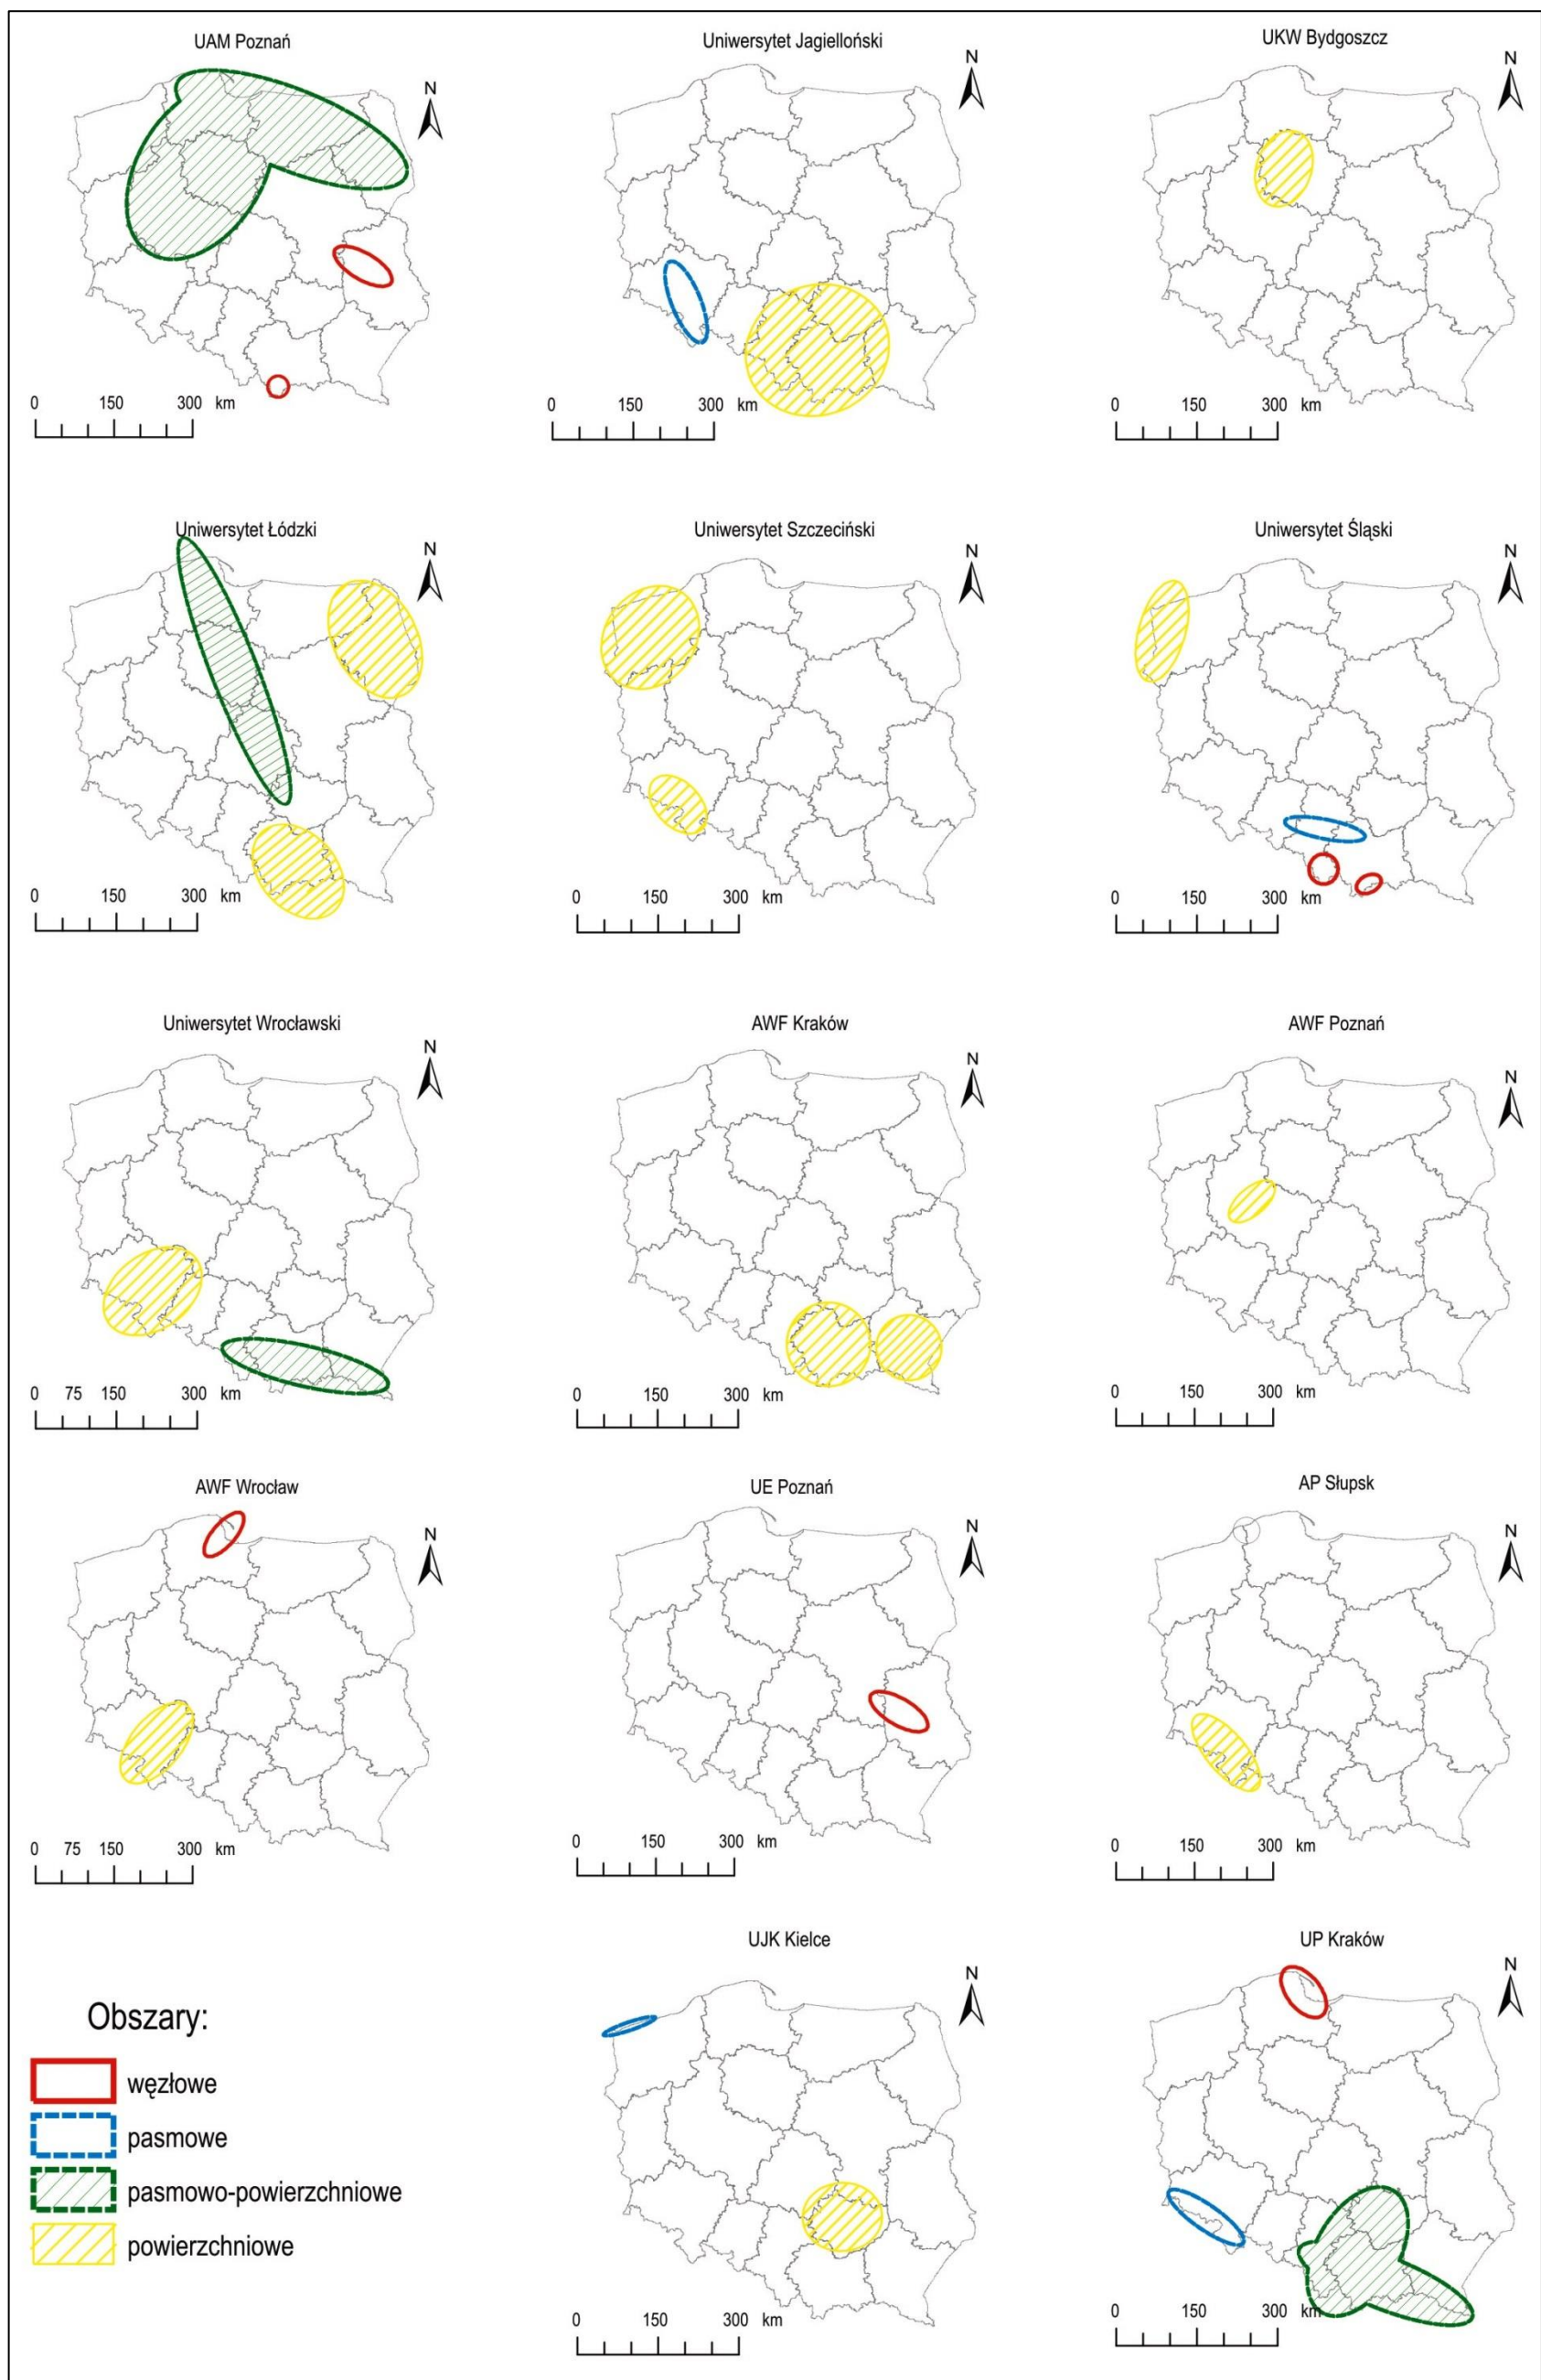 UAM Poznań
N
0 150 300 km
Uniwersytet Jagielloński
N
0 150 300 km
UKW Bydgoszcz
N
0 150 300 km
Uniwersytet Łódzki
N
0 150 300 km
Uniwersytet Szczeciński
N
0 150 300 km
Uniwersytet Śląski
N
0 150 300 km
Uniwersytet Wrocławski
N
0 75 150 300 km
AWF Kraków
N
0 150 300 km
AWF Poznań
N
0 150 300 km
AWF Wrocław
N
0 75 150 300 km
UE Poznań
N
0 150 300 km
AP Słupsk
N
0 150 300 km
Obszary:
węzłowe
pasmowe
pasmowo-powierzchniowe
powierzchniowe
UJK Kielce
N
0 150 300 km
UP Kraków
N
0 150 300 km